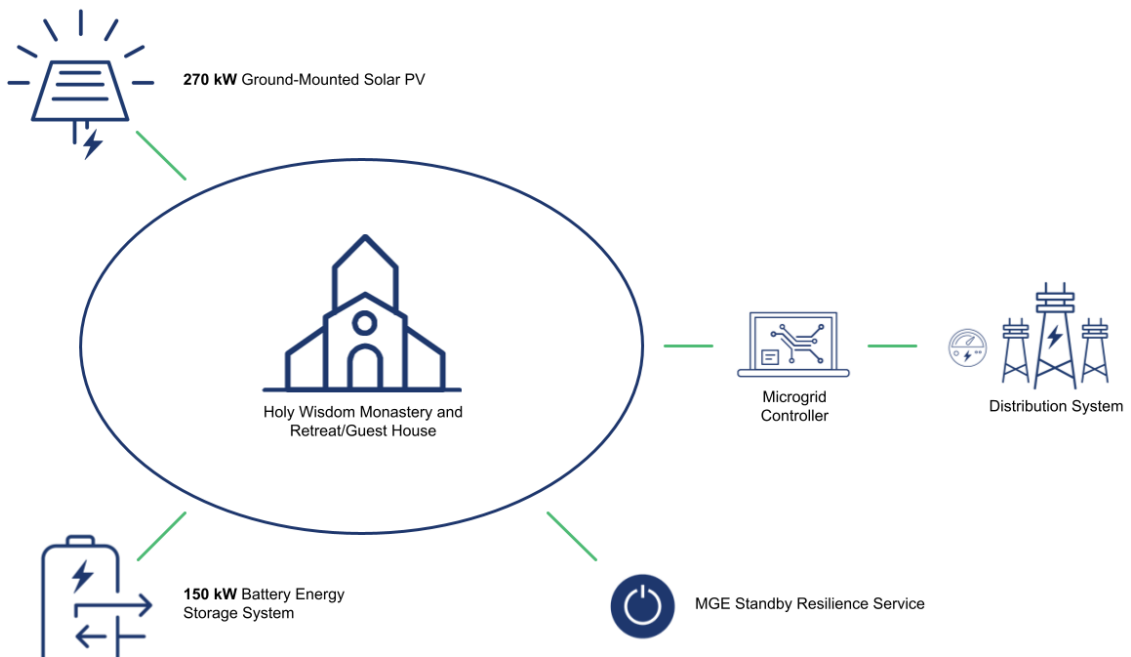 270 kW Ground-Mounted Solar PV
Holy Wisdom Monastery and
Retreat/Guest House
Microgrid
Controller
Distribution System
150 kW Battery Energy
Storage System
MGE Standby Resilience Service